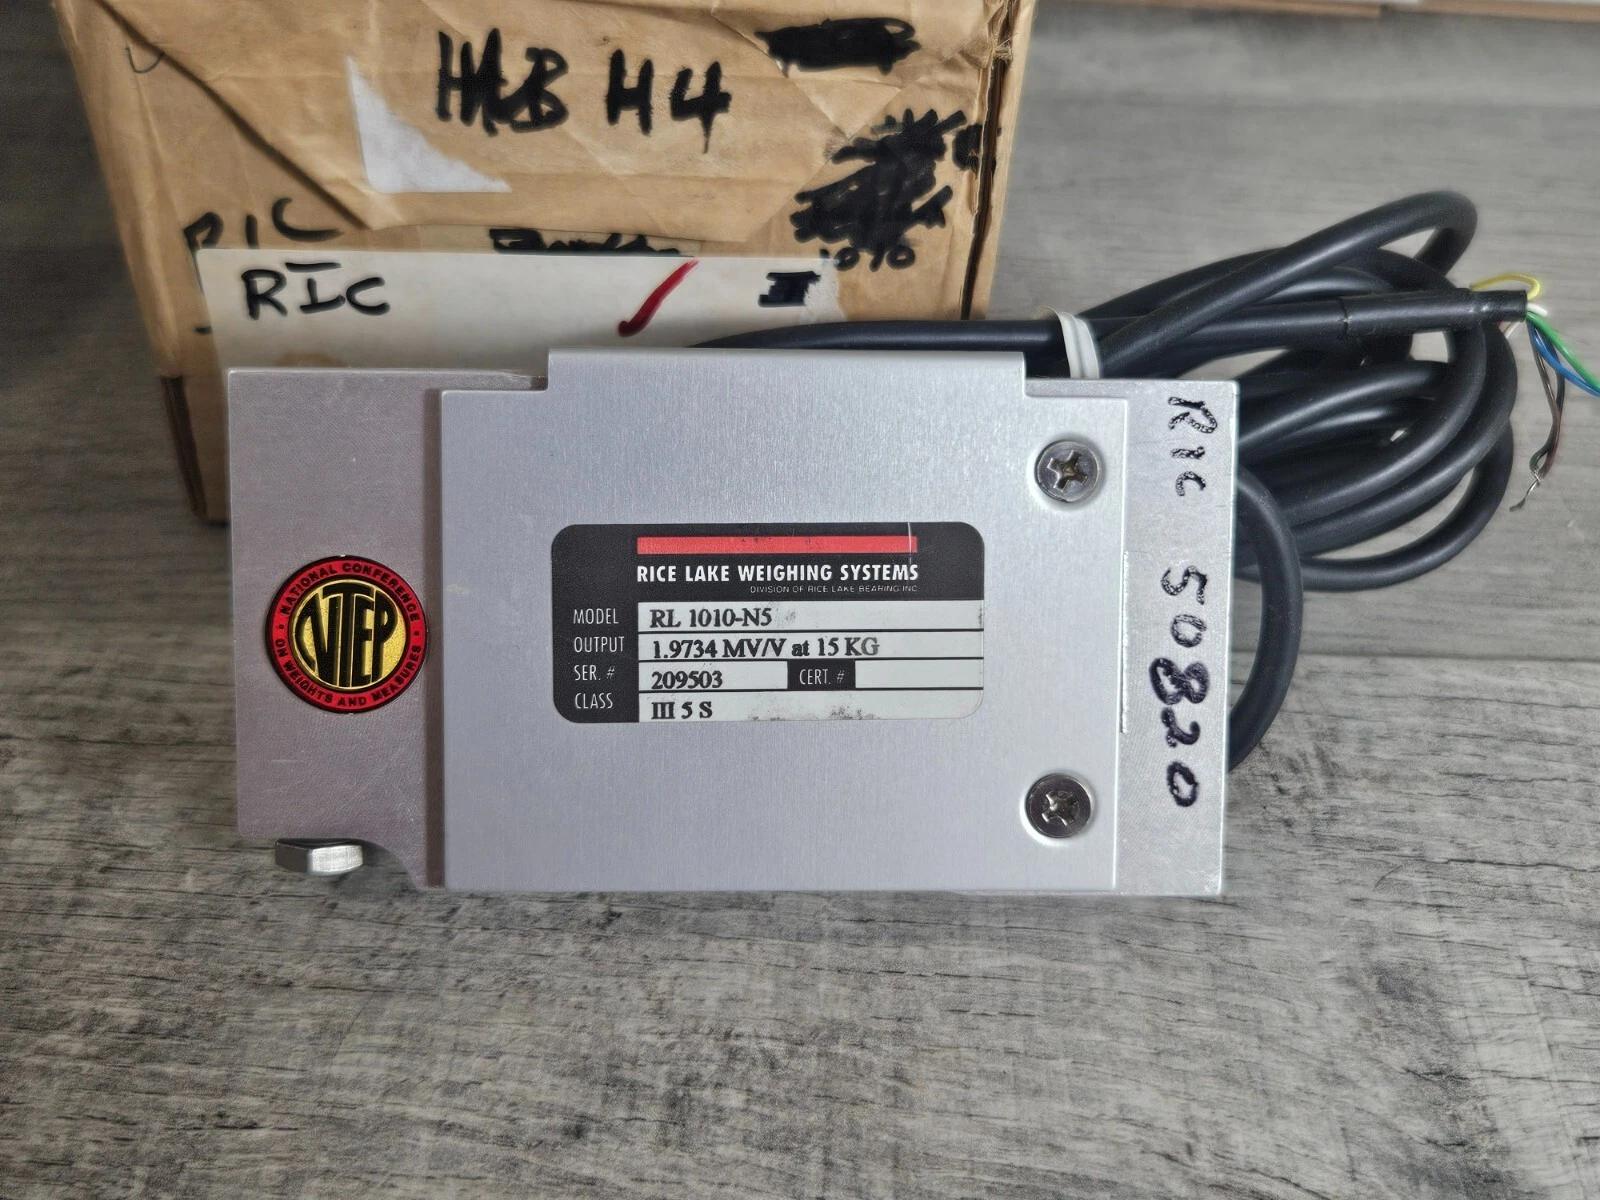 H4
RIC
1010
RIC
NATIONAL CONFERENCE
ON WEIGHTS AND MEASURES
NTEP
RICE LAKE WEIGHING SYSTEMS
DIVISION OF RICE LAKE BEARING INC
MODEL RL 1010-N5
OUTPUT 1.9734 MV/V at 15 KG
SER. # 209503 CERT. #
CLASS III 5 S
RIC 50820